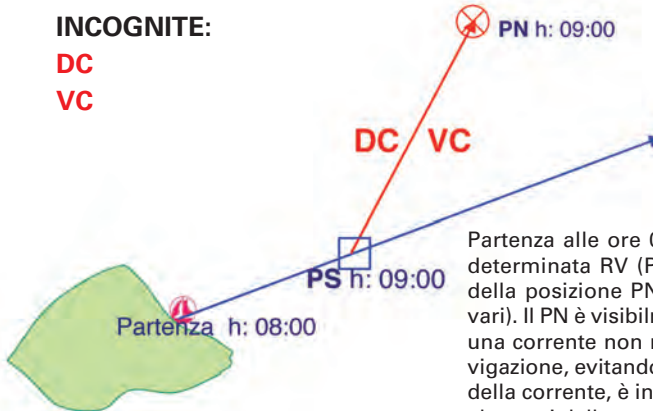 INCOGNITE:
DC
VC
PN h: 09:00
DC VC
PS h: 09:00
Partenza h: 08:00
Partenza alle ore
determinata RV
della posizione PN
vari). Il PN è visibil
una corrente non
vigazione, evitando
della corrente, è in